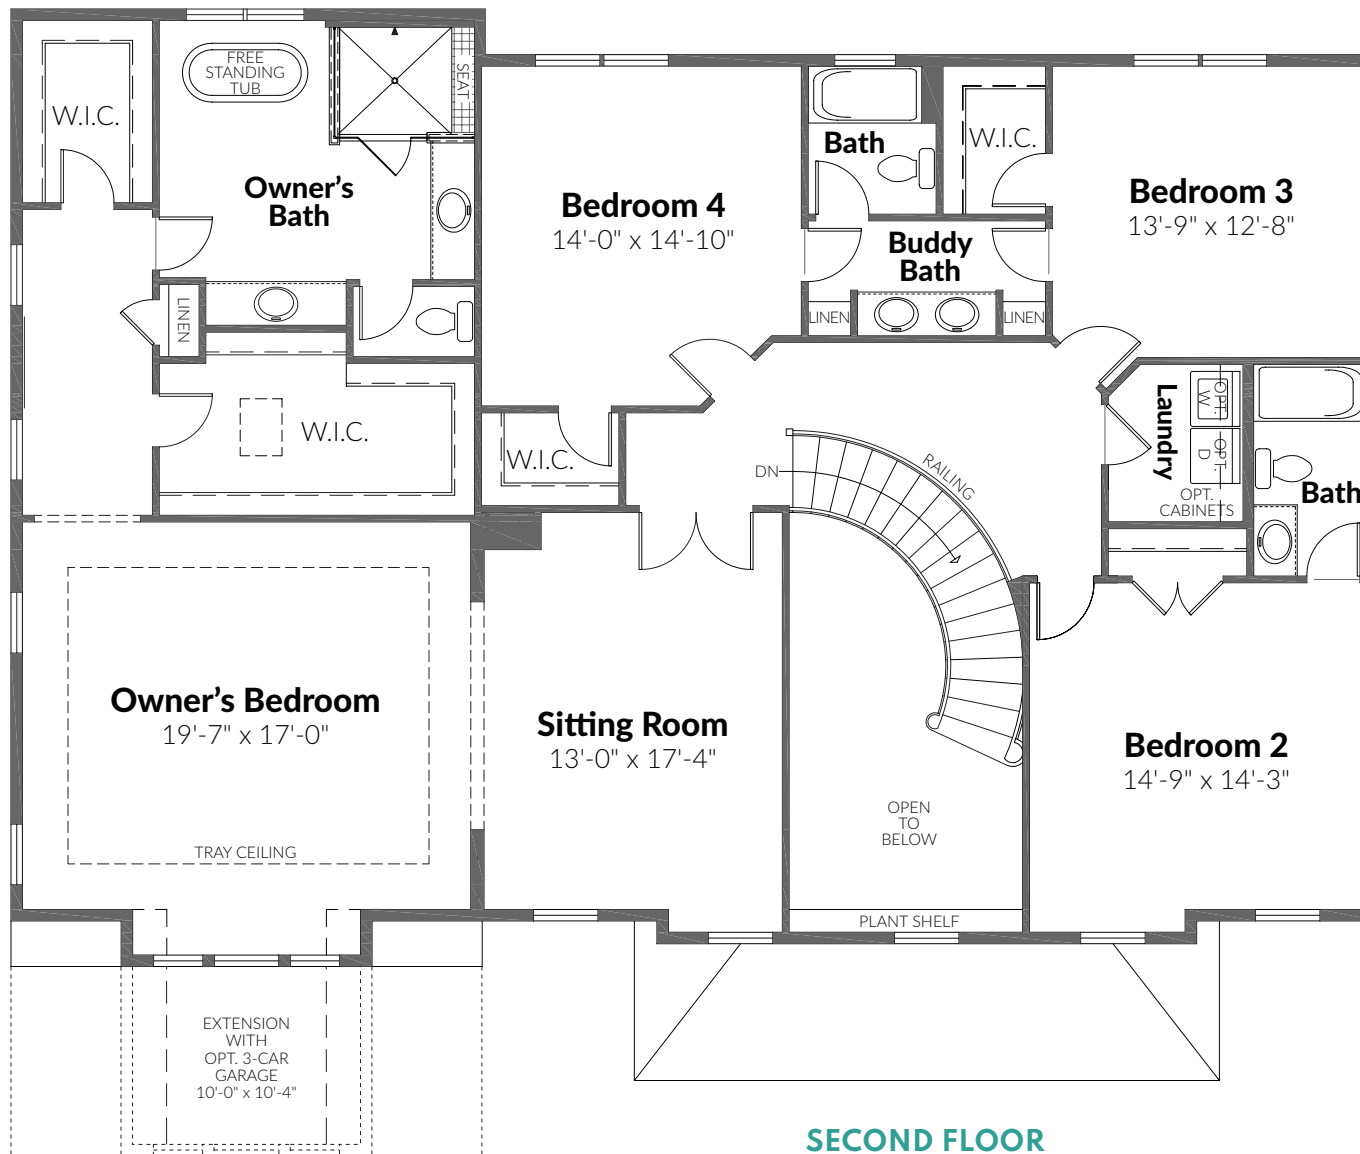 FREE
STANDING
TUB
SEAT
W.I.C.
Owner's
Bath
LINEN
W.I.C.
Bedroom 4
14'-0" x 14'-10"
W.I.C.
Bath
W.I.C.
Buddy
Bath
LINEN
LINEN
Bedroom 3
13'-9" x 12'-8"
Laundry
OPT.
W
OPT.
D
OPT.
CABINETS
Bath
DN
RAILING
Owner's Bedroom
19'-7" x 17'-0"
TRAY CEILING
Sitting Room
13'-0" x 17'-4"
OPEN
TO
BELOW
PLANT SHELF
Bedroom 2
14'-9" x 14'-3"
EXTENSION
WITH
OPT. 3-CAR
GARAGE
10'-0" x 10'-4"
SECOND FLOOR